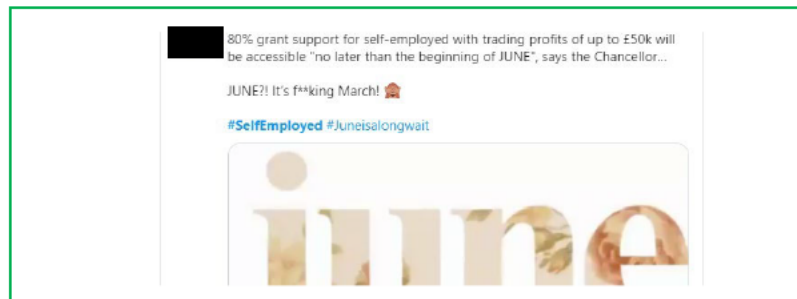 80% grant support for self-employed with trading profits of up to £50k will
be accessible "no later than the beginning of JUNE", says the Chancellor...
JUNE?! It's f**king March! 🙈
#SelfEmployed #Juneisalongwait
june